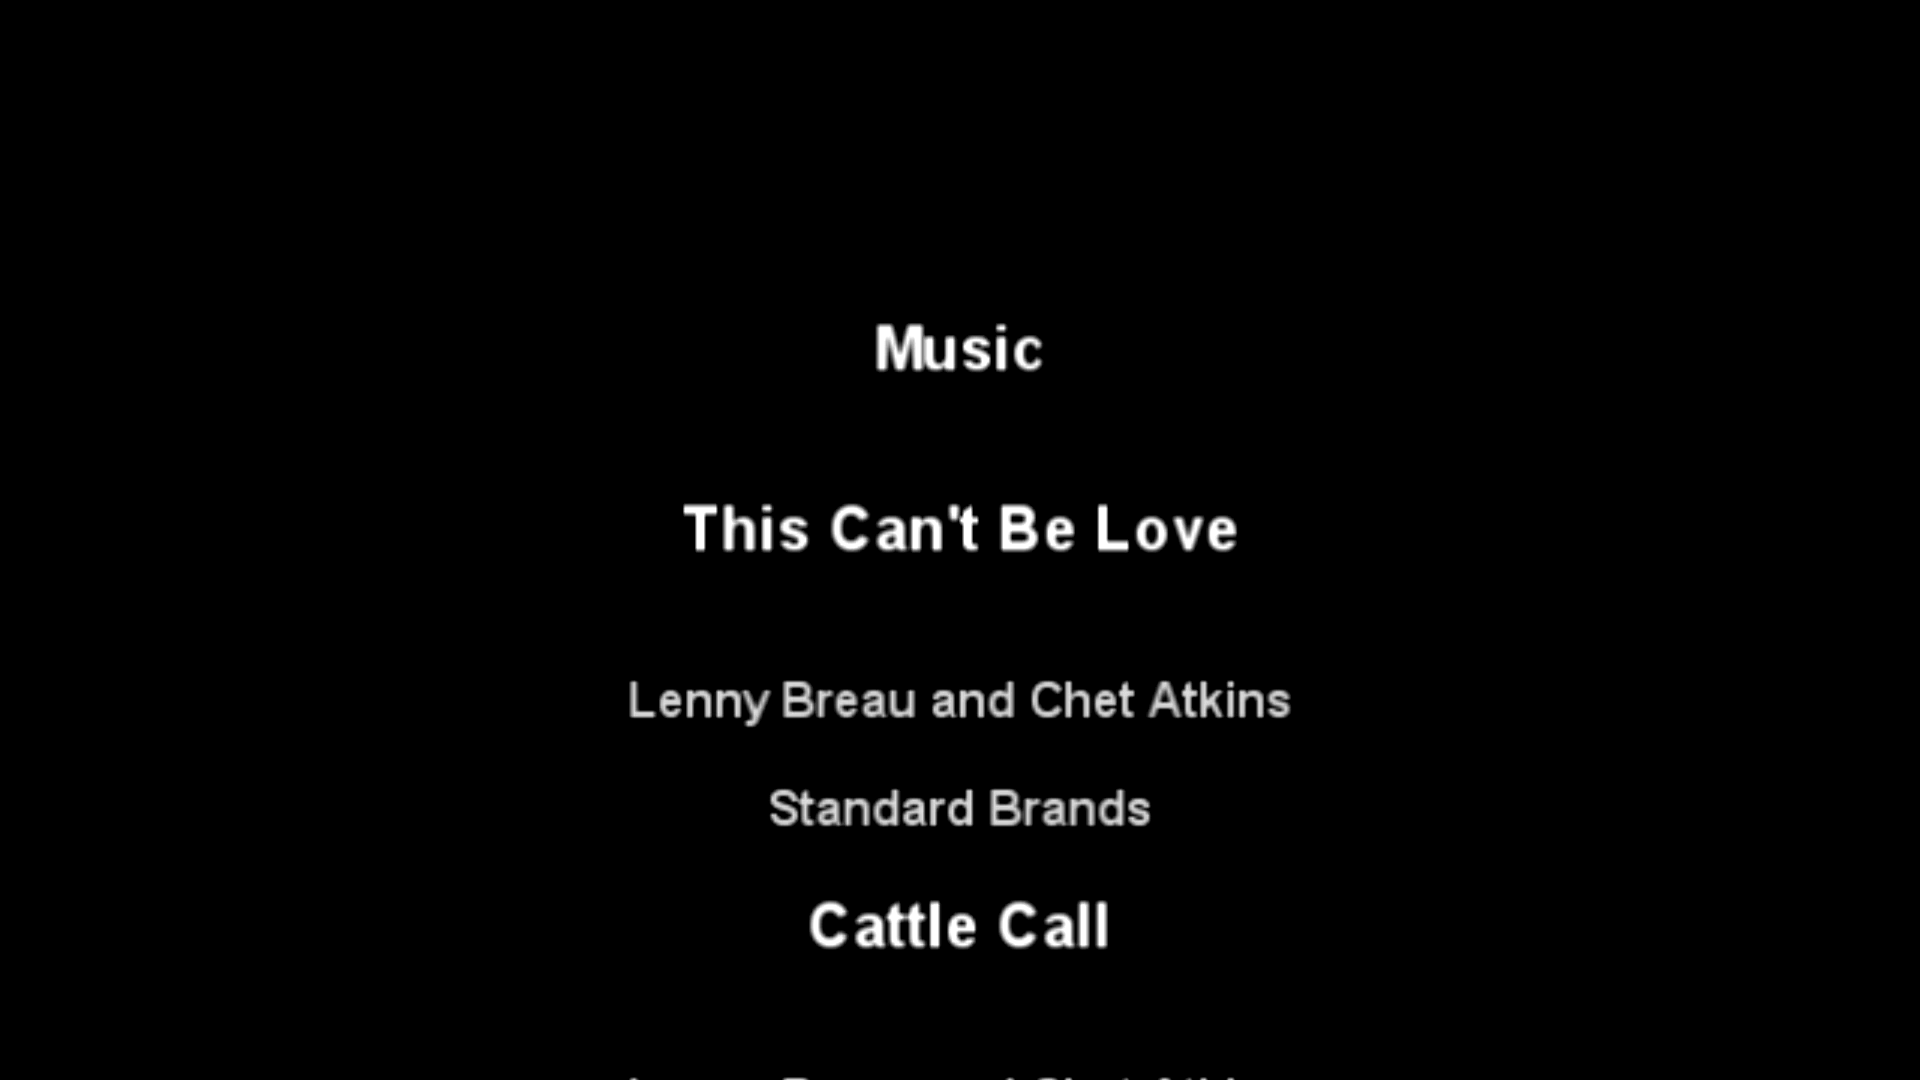 Music
This Can't Be Love
Lenny Breau and Chet Atkins
Standard Brands
Cattle Call